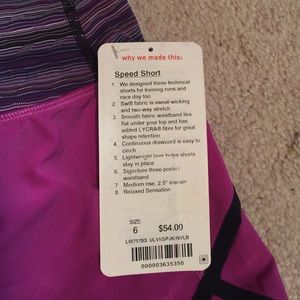 why we made this:
Speed Short
1 We designed these technical
shorts for training runs and
race day too
2 Swift fabric is sweat-wicking
and two-way stretch
3 Smooth fabric waistband lies
flat under your top and has
added LYCRA® fibre for great
shape retention
4 Continuous drawcord is easy to
cinch
5 Lightweight liner helps shorts
stay in place
6 Signature three-pocket
waistband
7 Medium rise, 2.5" inseam
8 Relaxed Sensation
SIZE
6 $54.00
LW7578S ULVI/SPJK/NVLB
000003635350